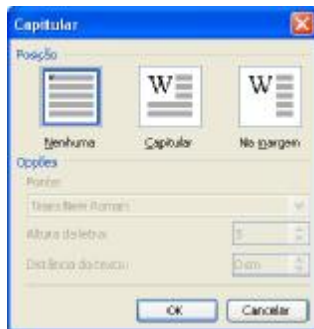 Capitular
Posição
W
W
Nenhuma
Capitular
Na margem
Opções
Fonte:
Times New Roman
Altura da letra:
3
Distância do texto:
0 cm
OK
Cancelar